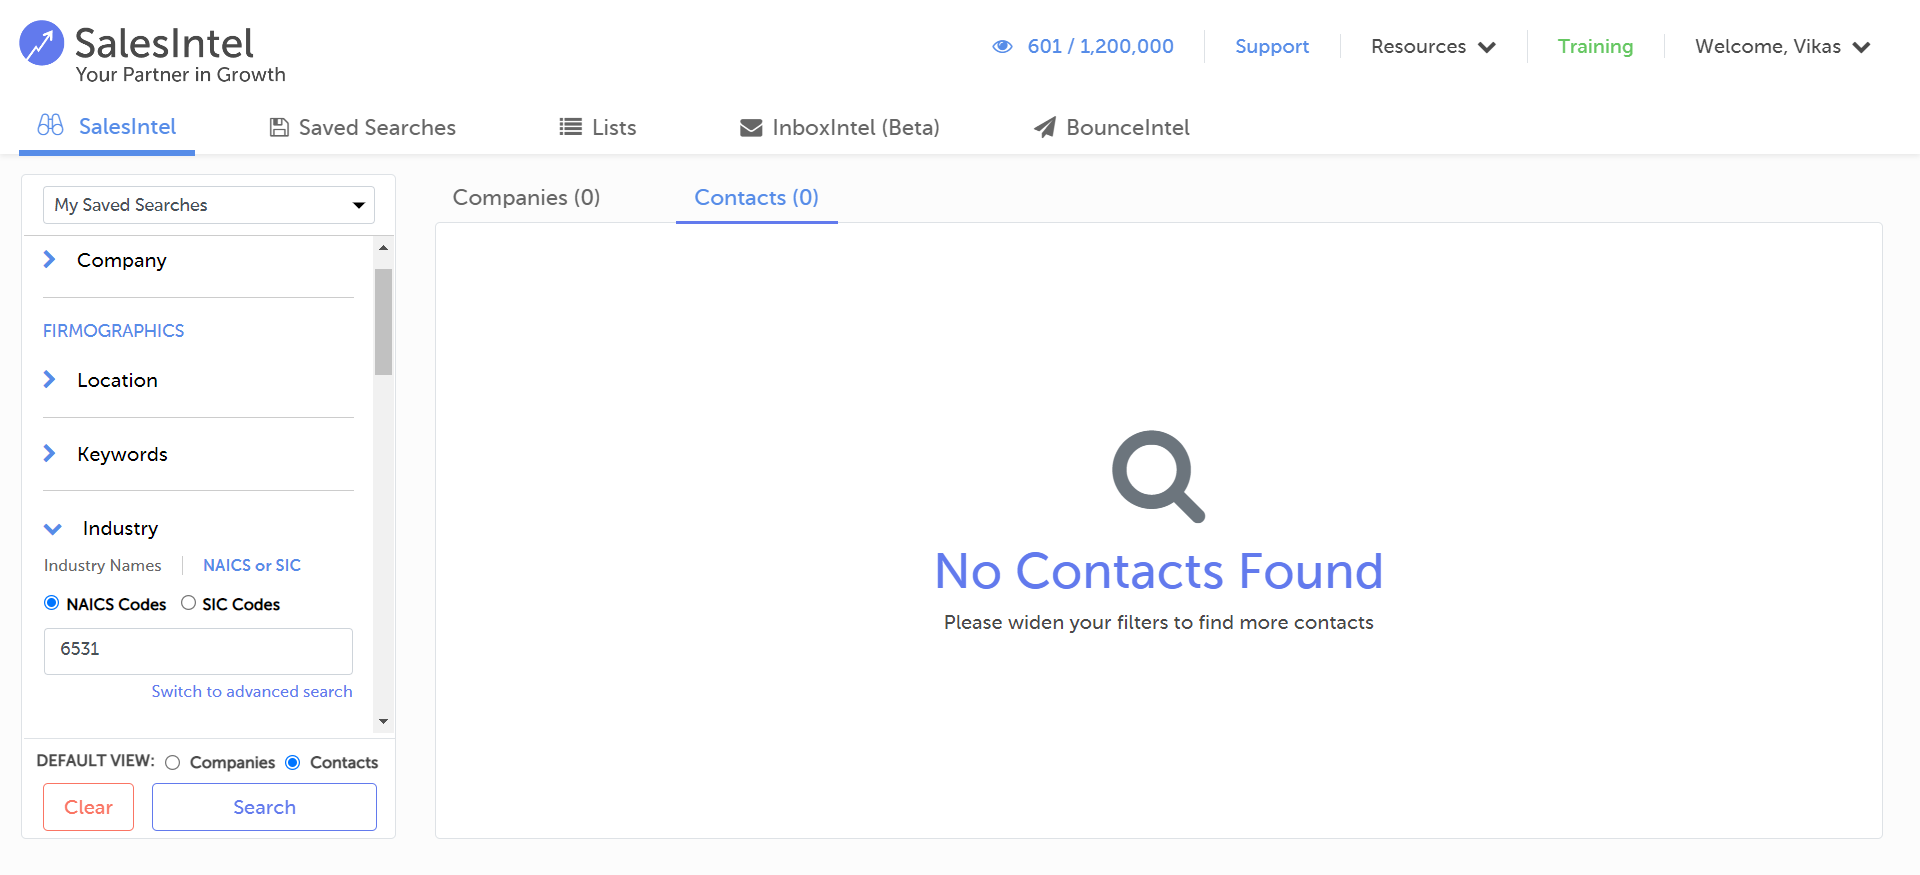 SalesIntel
Your Partner in Growth
601 / 1,200,000
Support
Resources
Training
Welcome, Vikas
SalesIntel
Saved Searches
Lists
InboxIntel (Beta)
BounceIntel
My Saved Searches
Company
FIRMOGRAPHICS
Location
Keywords
Industry
Industry Names
NAICS or SIC
NAICS Codes
SIC Codes
6531
Switch to advanced search
DEFAULT VIEW:
Companies
Contacts
Clear
Search
Companies (0)
Contacts (0)
No Contacts Found
Please widen your filters to find more contacts